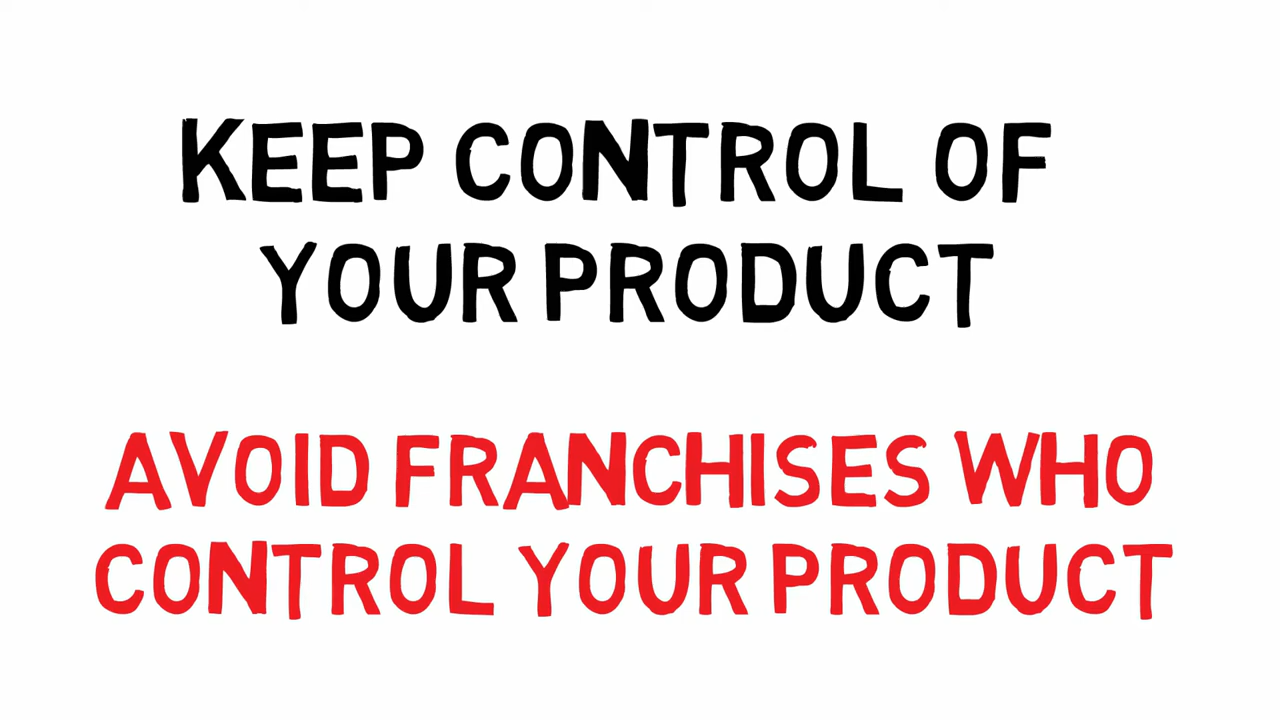 KEEP CONTROL OF
YOUR PRODUCT
AVOID FRANCHISES WHO
CONTROL YOUR PRODUCT